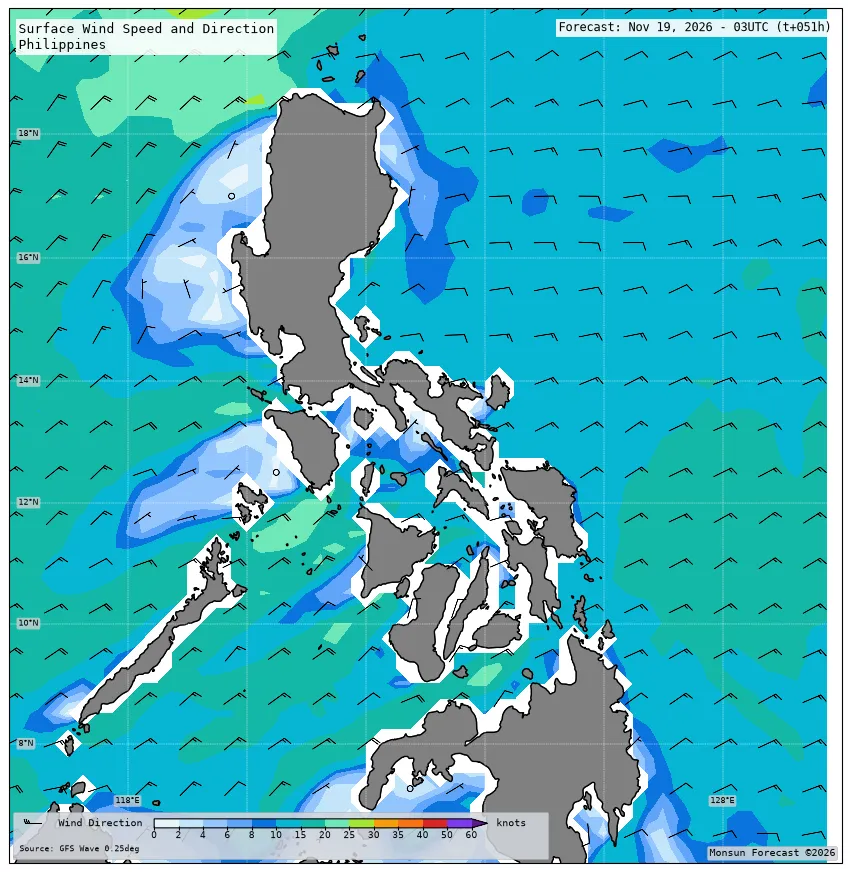 Surface Wind Speed and Direction
Philippines
Forecast: Nov 19, 2026 - 03UTC (t+051h)
18°N
16°N
14°N
12°N
10°N
8°N
118°E
128°E
Wind Direction
0 2 4 6 8 10 15 20 25 30 40 50 60
knots
Source: GFS Wave 0.25deg
Monsun Forecast ©2026